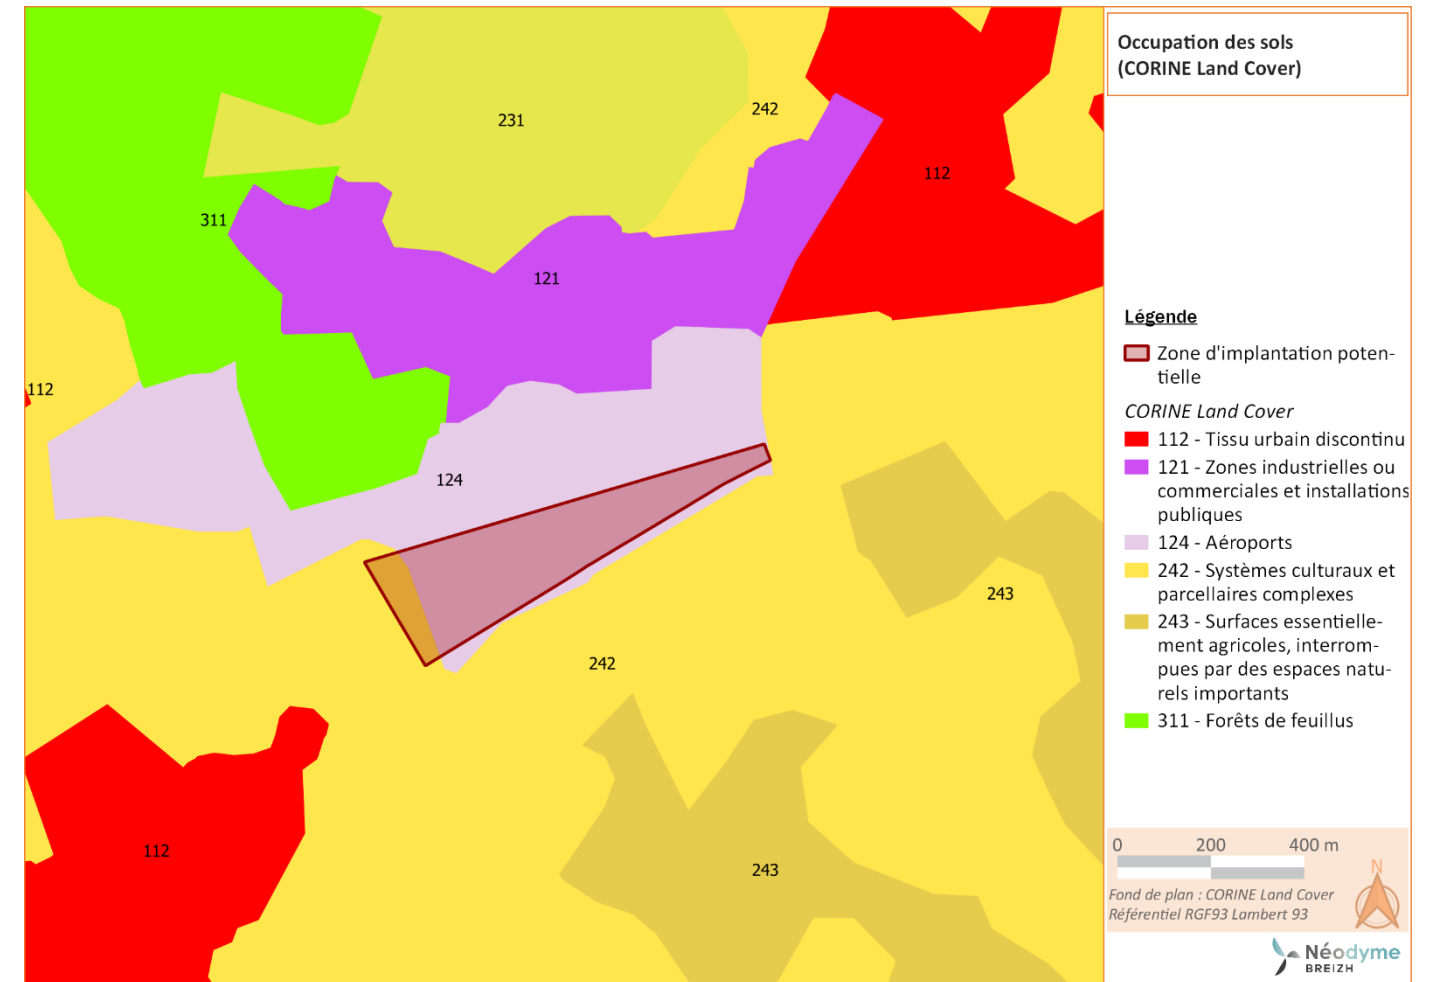 231
242
112
311
121
112
124
243
242
112
243
Occupation des sols
(CORINE Land Cover)
Légende
Zone d'implantation poten-
tielle
CORINE Land Cover
112 - Tissu urbain discontinu
121 - Zones industrielles ou
commerciales et installations
publiques
124 - Aéroports
242 - Systèmes culturaux et
parcellaires complexes
243 - Surfaces essentielle-
ment agricoles, interrom-
pues par des espaces natu-
rels importants
311 - Forêts de feuillus
0 200 400 m
N
Fond de plan : CORINE Land Cover
Référentiel RGF93 Lambert 93
Néodyme
BREIZH